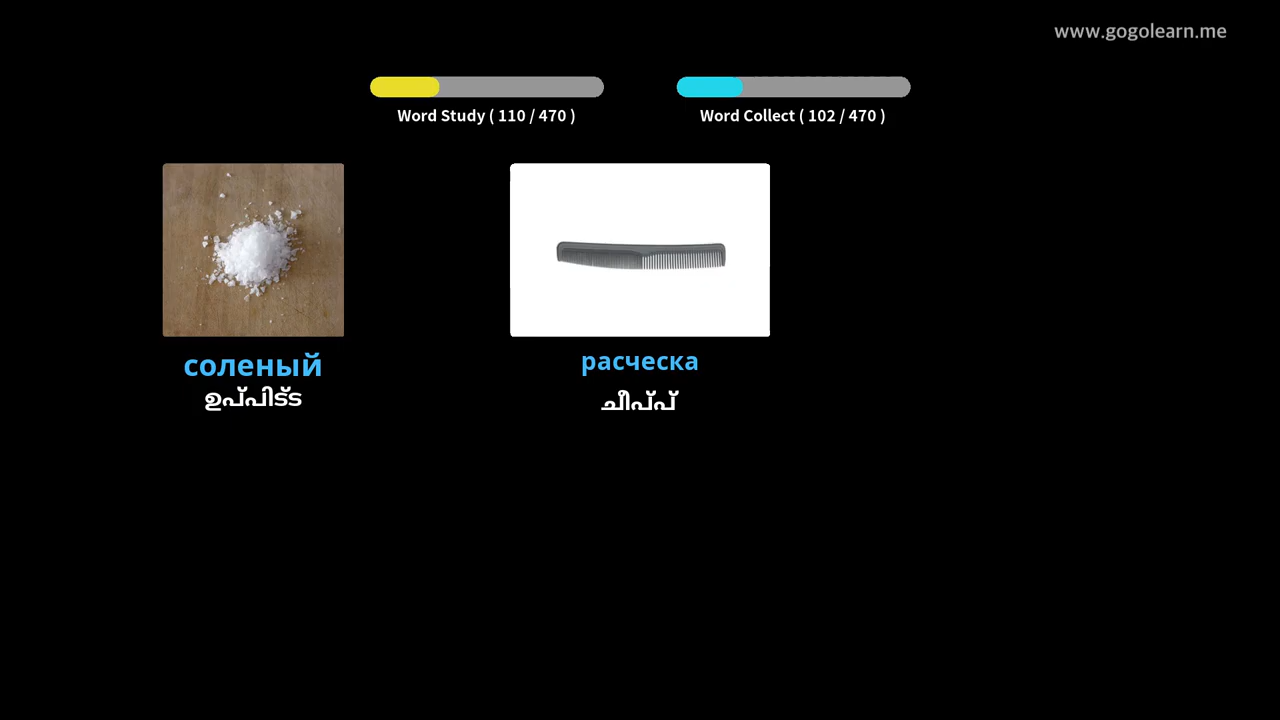 www.gogolearn.me
Word Study ( 110 / 470 )
Word Collect ( 102 / 470 )
соленый
ഉപ്പിട്ട
расческа
ചീപ്പ്